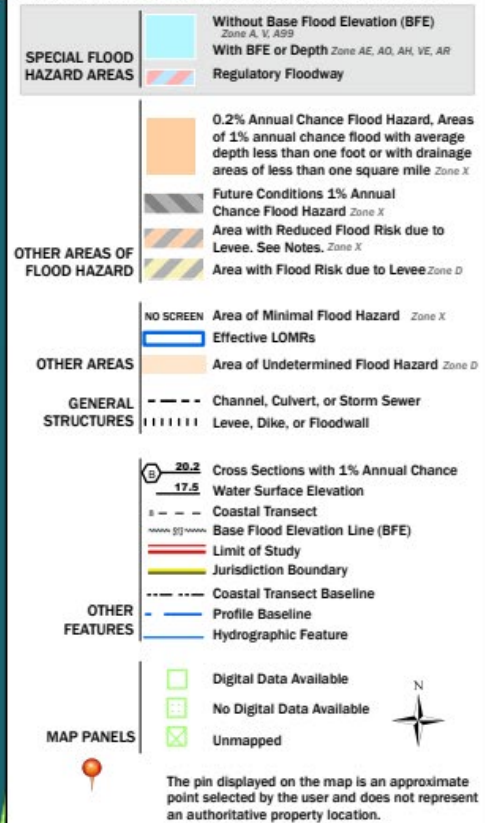 SPECIAL FLOOD
HAZARD AREAS
Without Base Flood Elevation (BFE)
Zone A, V, A99
With BFE or Depth Zone AE, AO, AH, VE, AR
Regulatory Floodway
OTHER AREAS OF
FLOOD HAZARD
0.2% Annual Chance Flood Hazard, Areas
of 1% annual chance flood with average
depth less than one foot or with drainage
areas of less than one square mile Zone X
Future Conditions 1% Annual
Chance Flood Hazard Zone X
Area with Reduced Flood Risk due to
Levee. See Notes. Zone X
Area with Flood Risk due to Levee Zone D
OTHER AREAS
NO SCREEN Area of Minimal Flood Hazard Zone X
Effective LOMRs
Area of Undetermined Flood Hazard Zone D
GENERAL
STRUCTURES
Channel, Culvert, or Storm Sewer
Levee, Dike, or Floodwall
OTHER
FEATURES
B 20.2 Cross Sections with 1% Annual Chance
17.5 Water Surface Elevation
8 Coastal Transect
513 Base Flood Elevation Line (BFE)
Limit of Study
Jurisdiction Boundary
Coastal Transect Baseline
Profile Baseline
Hydrographic Feature
MAP PANELS
Digital Data Available
No Digital Data Available
Unmapped
N
The pin displayed on the map is an approximate
point selected by the user and does not represent
an authoritative property location.